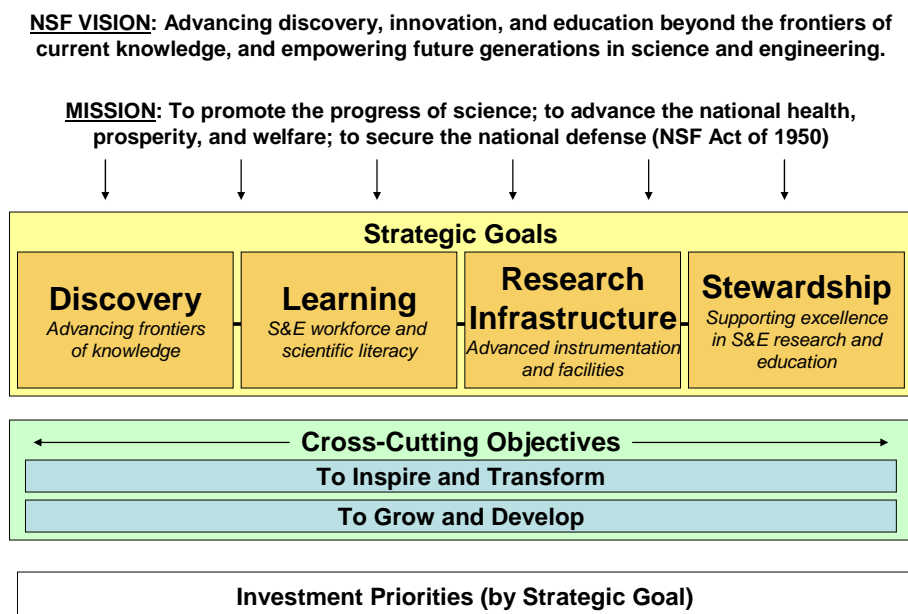 NSF VISION: Advancing discovery, innovation, and education beyond the frontiers of
current knowledge, and empowering future generations in science and engineering.
MISSION: To promote the progress of science; to advance the national health,
prosperity, and welfare; to secure the national defense (NSF Act of 1950)
Strategic Goals
Discovery
Advancing frontiers
of knowledge
Learning
S&E workforce and
scientific literacy
Research
Infrastructure
Advanced instrumentation
and facilities
Stewardship
Supporting excellence
in S&E research and
education
Cross-Cutting Objectives
To Inspire and Transform
To Grow and Develop
Investment Priorities (by Strategic Goal)